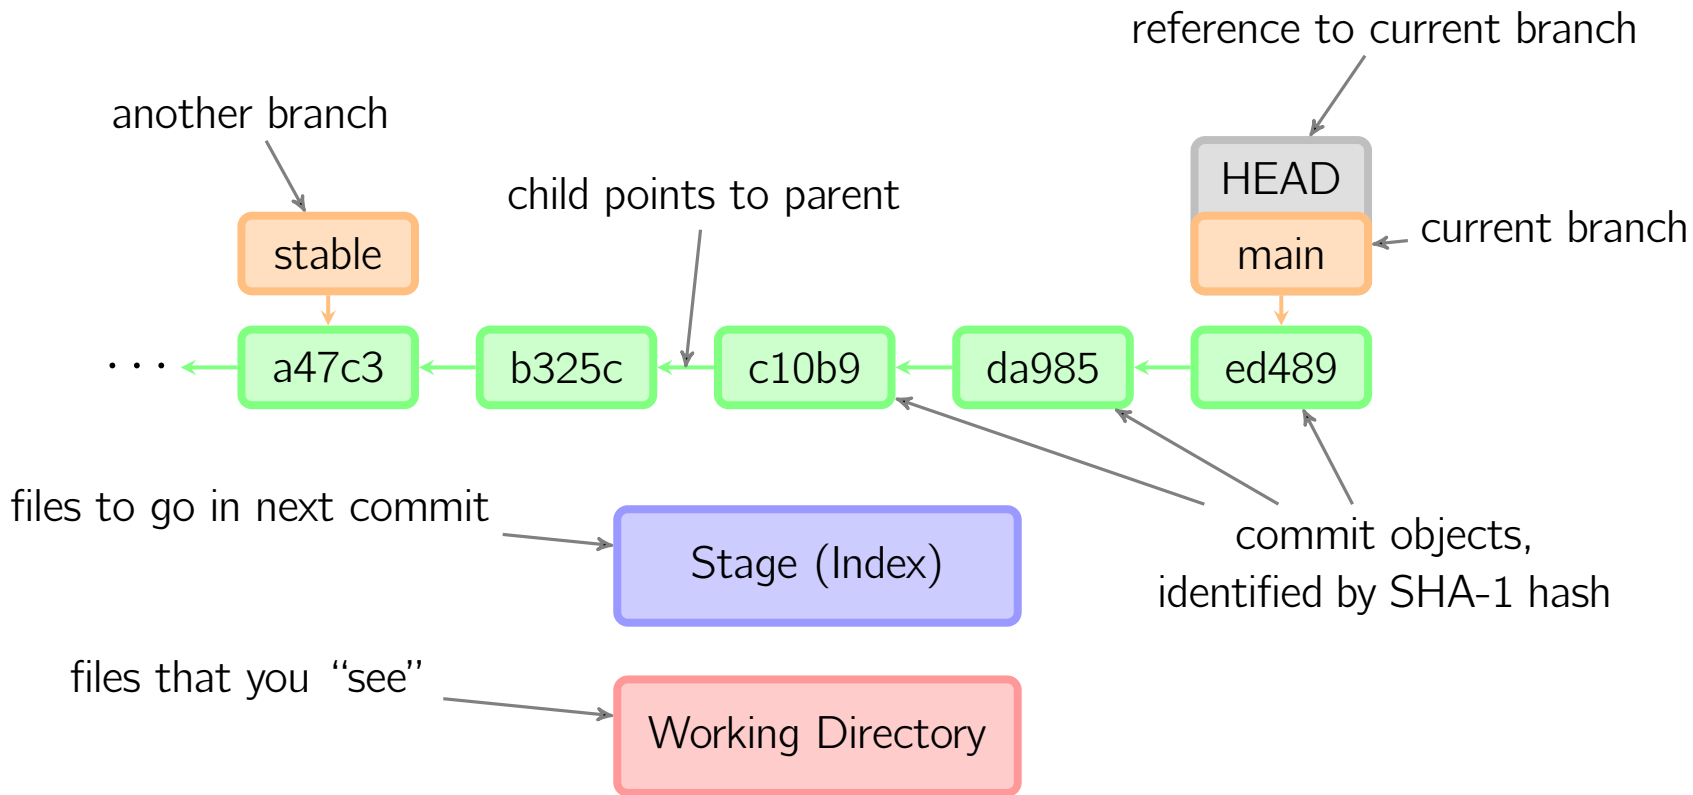 reference to current branch
another branch
HEAD
child points to parent
current branch
stable
main
··· a47c3 b325c c10b9 da985 ed489
files to go in next commit
Stage (Index)
commit objects,
identified by SHA-1 hash
files that you “see”
Working Directory